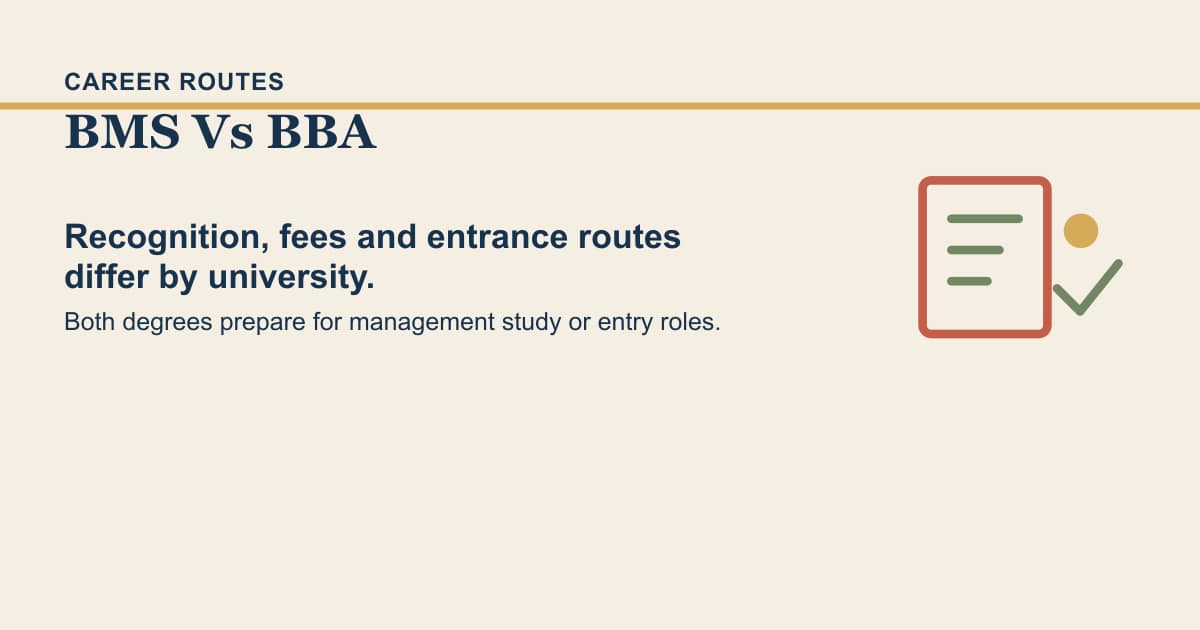 CAREER ROUTES
BMS Vs BBA
Recognition, fees and entrance routes
differ by university.
Both degrees prepare for management study or entry roles.